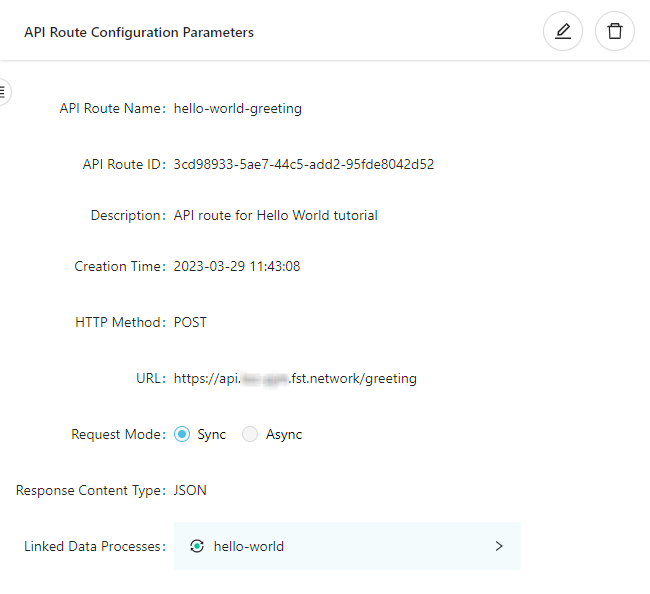 API Route Configuration Parameters
API Route Name: hello-world-greeting
API Route ID: 3cd98933-5ae7-44c5-add2-95fde8042d52
Description: API route for Hello World tutorial
Creation Time: 2023-03-29 11:43:08
HTTP Method: POST
URL: https://api. .fst.network/greeting
Request Mode: Sync Async
Response Content Type: JSON
Linked Data Processes: hello-world